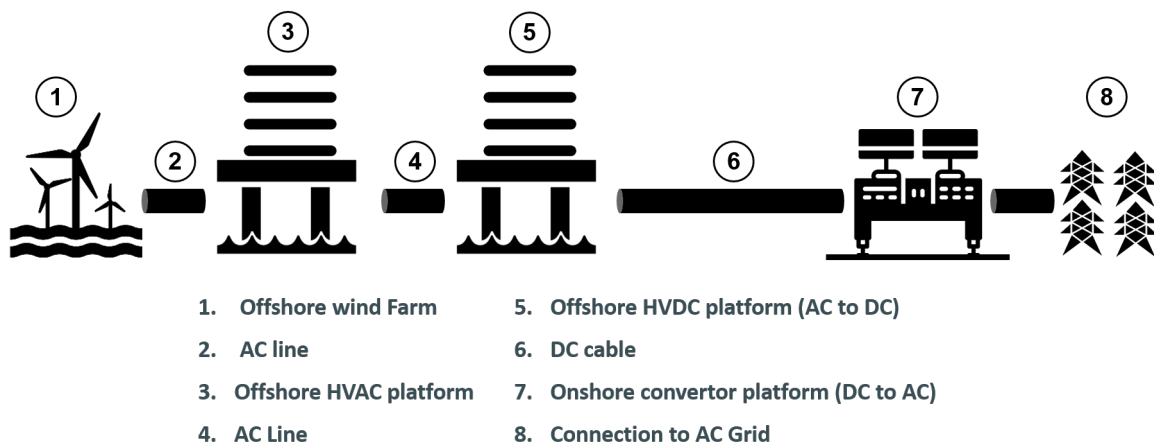 3
5
1
7
8
2
4
6
1. Offshore wind Farm
2. AC line
3. Offshore HVAC platform
4. AC Line
5. Offshore HVDC platform (AC to DC)
6. DC cable
7. Onshore convertor platform (DC to AC)
8. Connection to AC Grid